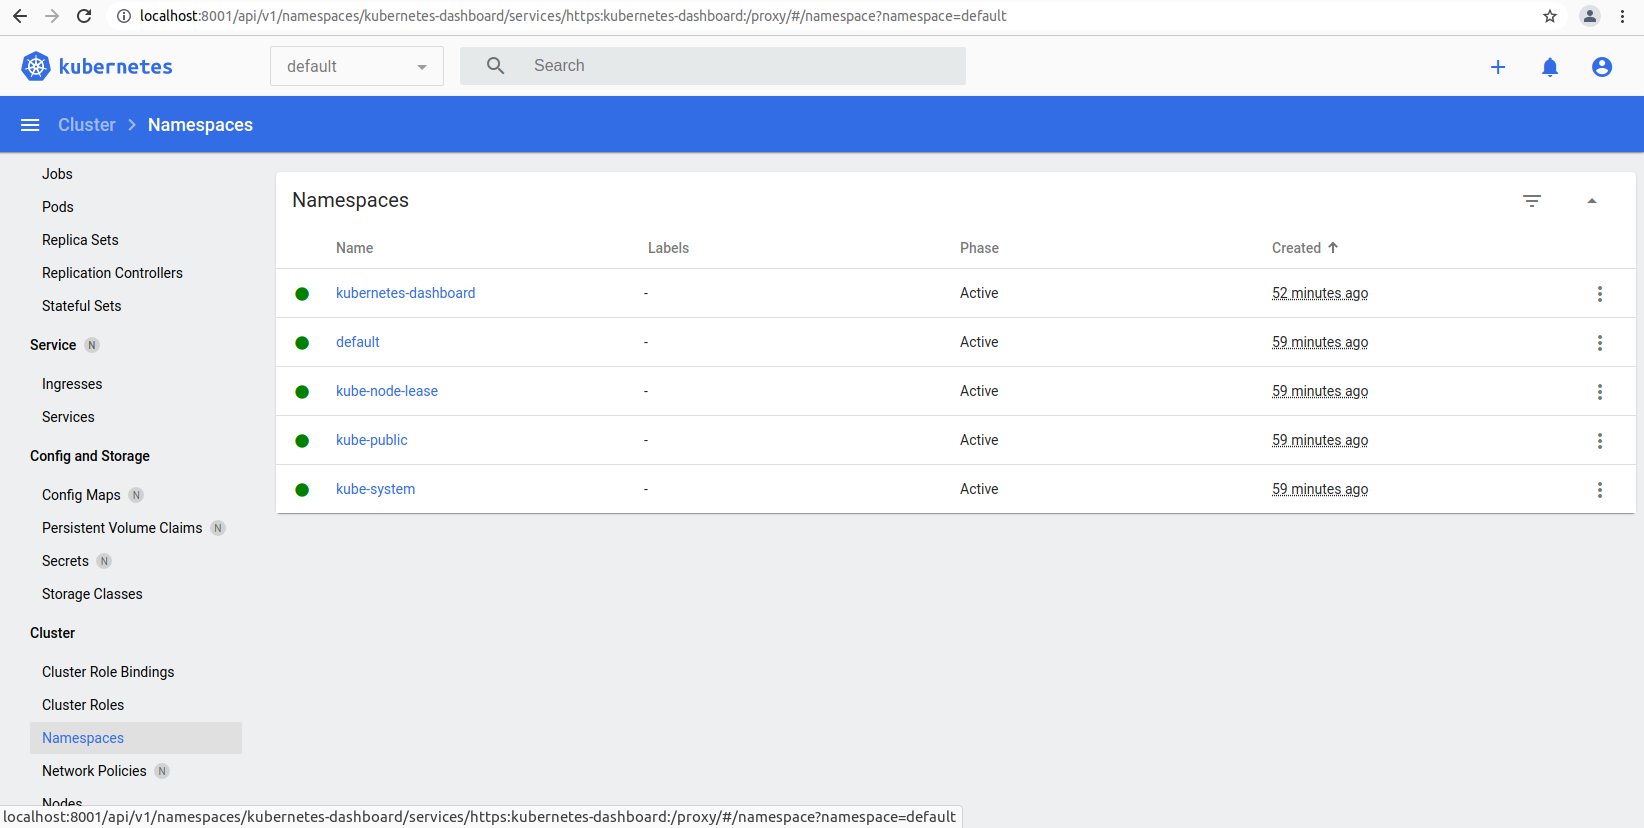 localhost:8001/api/v1/namespaces/kubernetes-dashboard/services/https:kubernetes-dashboard:/proxy/#/namespace?namespace=default
kubernetes
default
Search
Cluster
Namespaces
Jobs
Pods
Replica Sets
Replication Controllers
Stateful Sets
Service N
Ingresses
Services
Config and Storage
Config Maps N
Persistent Volume Claims N
Secrets N
Storage Classes
Cluster
Cluster Role Bindings
Cluster Roles
Namespaces
Network Policies N
Nodes
Namespaces
Name Labels Phase Created
kubernetes-dashboard - Active 52 minutes ago
default - Active 59 minutes ago
kube-node-lease - Active 59 minutes ago
kube-public - Active 59 minutes ago
kube-system - Active 59 minutes ago
localhost:8001/api/v1/namespaces/kubernetes-dashboard/services/https:kubernetes-dashboard:/proxy/#/namespace?namespace=default